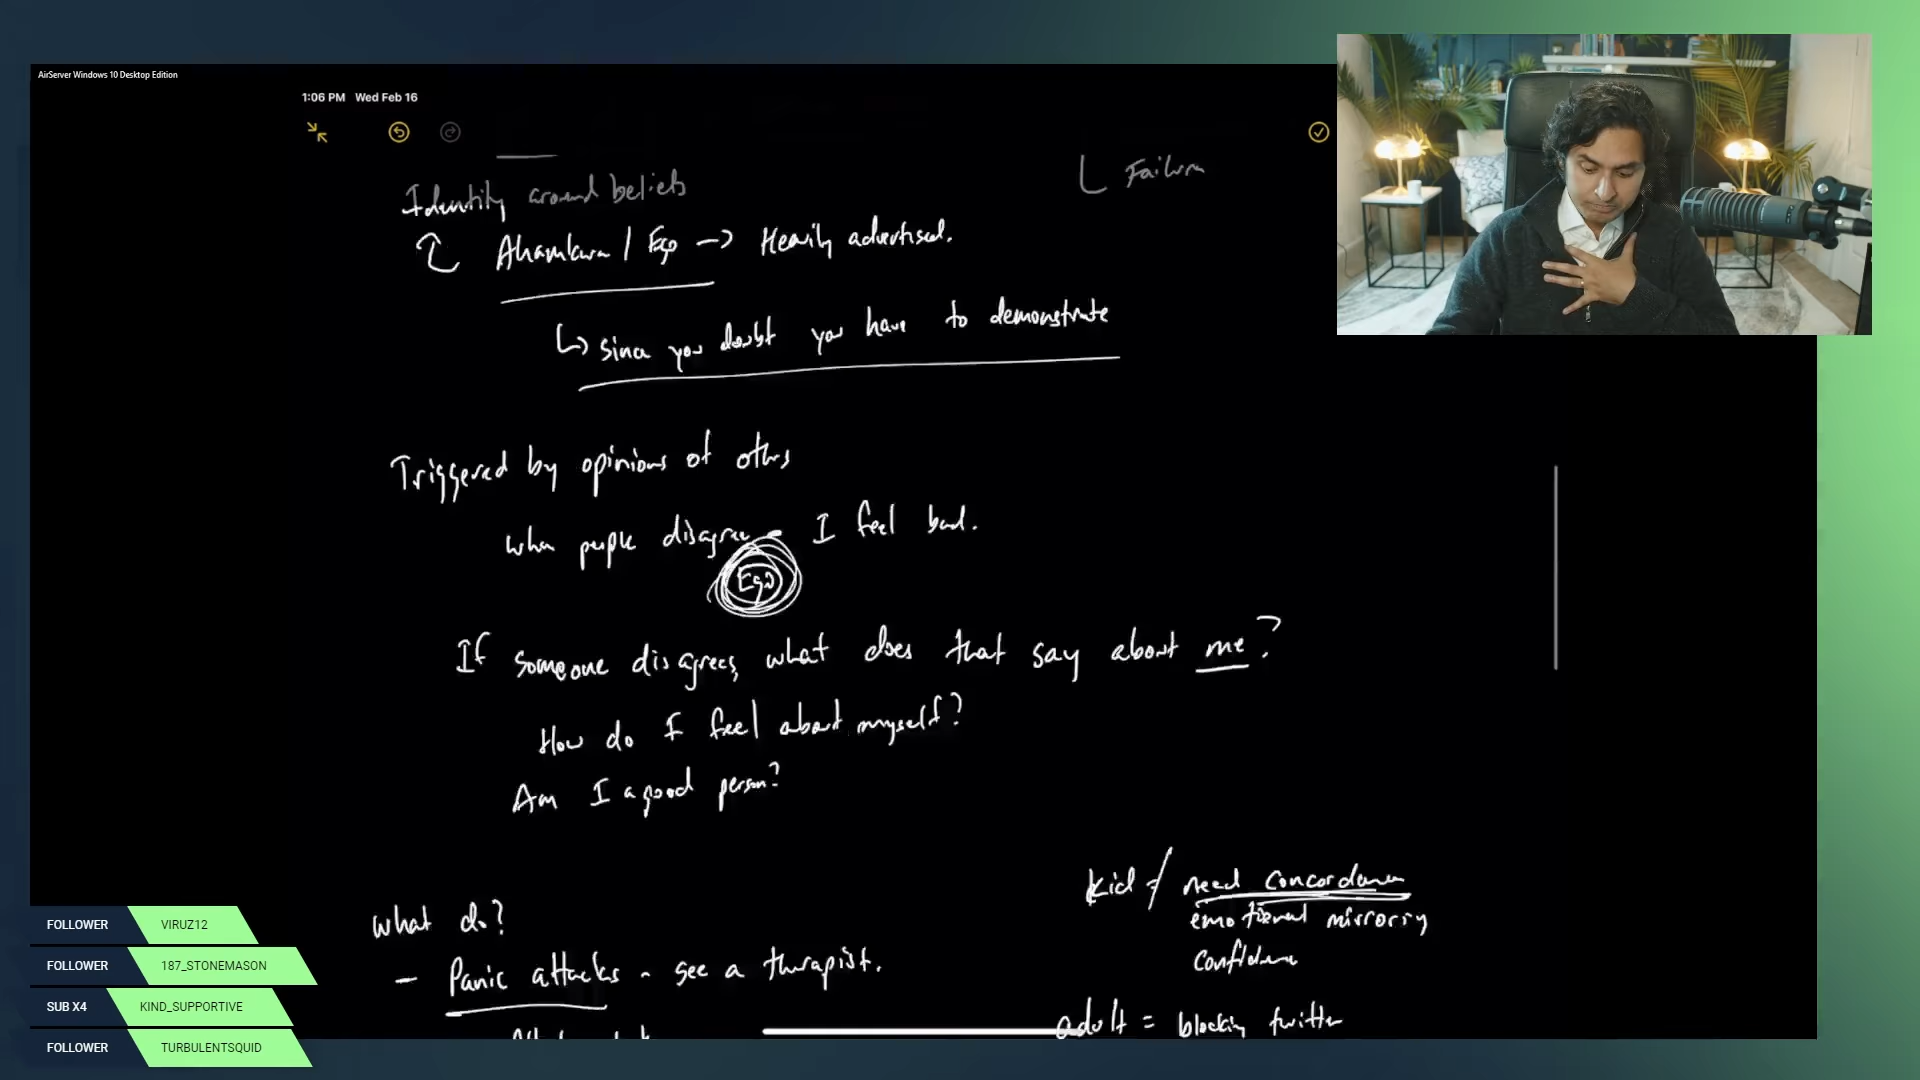 AirServer Windows 10 Desktop Edition
1:06 PM Wed Feb 16
Identity around beliefs
Failure
Ahamkara / Ego -> Heavily advertised.
since you doubt you have to demonstrate
Triggered by opinions of others
when people disagree - I feel bad.
Ego
If someone disagrees, what does that say about me?
How do I feel about myself?
Am I a good person?
Kid = need concordance
emotional mirroring
confidence
What do?
- Panic attacks - see a therapist.
adult = blocking twitter
FOLLOWER VIRUZ12
FOLLOWER 187_STONEMASON
SUB X4 KIND_SUPPORTIVE
FOLLOWER TURBULENTSQUID